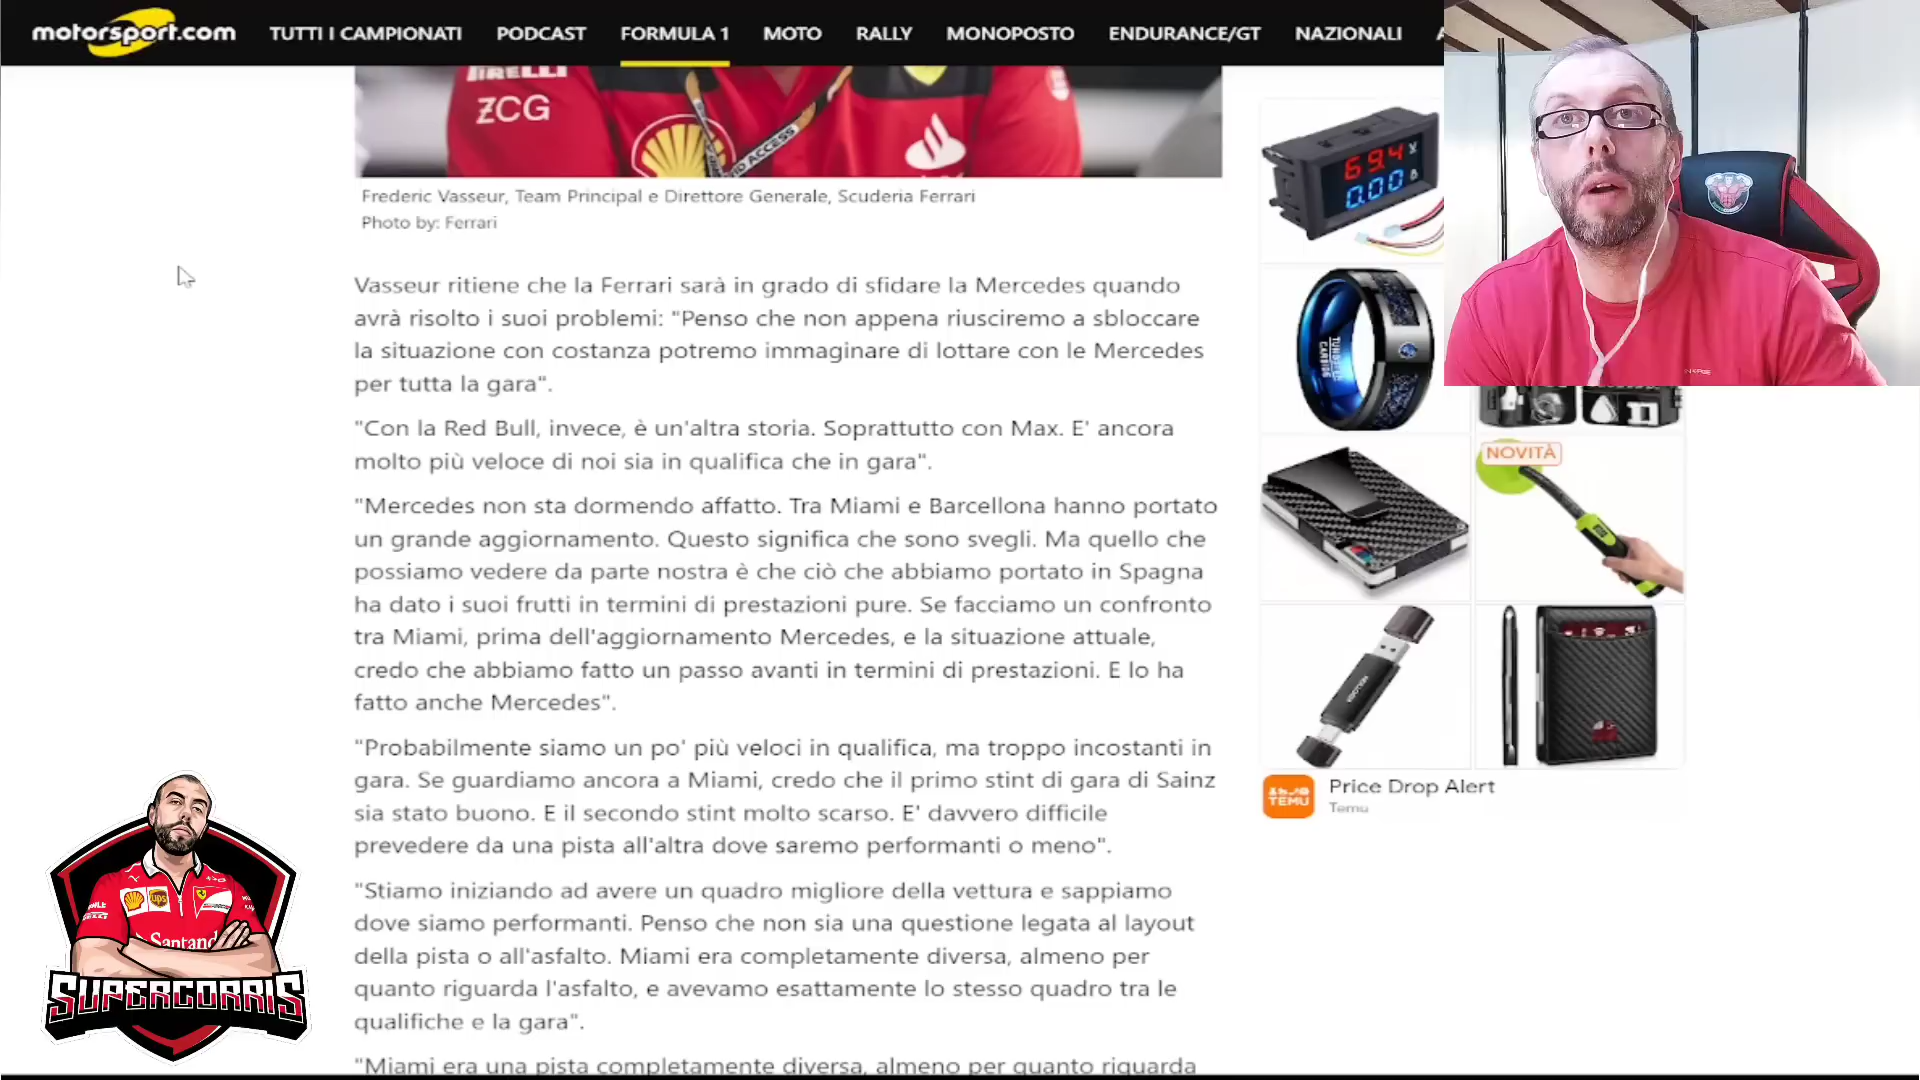 motorsport.com
TUTTI I CAMPIONATI PODCAST FORMULA 1 MOTO RALLY MONOPOSTO ENDURANCE/GT NAZIONALI
PIRELLI
ZCG
ACCESS
Frederic Vasseur, Team Principal e Direttore Generale, Scuderia Ferrari
Photo by: Ferrari
Vasseur ritiene che la Ferrari sarà in grado di sfidare la Mercedes quando
avrà risolto i suoi problemi: "Penso che non appena riusciremo a sbloccare
la situazione con costanza potremo immaginare di lottare con le Mercedes
per tutta la gara".
"Con la Red Bull, invece, è un'altra storia. Soprattutto con Max. E' ancora
molto più veloce di noi sia in qualifica che in gara".
"Mercedes non sta dormendo affatto. Tra Miami e Barcellona hanno portato
un grande aggiornamento. Questo significa che sono svegli. Ma quello che
possiamo vedere da parte nostra è che ciò che abbiamo portato in Spagna
ha dato i suoi frutti in termini di prestazioni pure. Se facciamo un confronto
tra Miami, prima dell'aggiornamento Mercedes, e la situazione attuale,
credo che abbiamo fatto un passo avanti in termini di prestazioni. E lo ha
fatto anche Mercedes".
"Probabilmente siamo un po' più veloci in qualifica, ma troppo incostanti in
gara. Se guardiamo ancora a Miami, credo che il primo stint di gara di Sainz
sia stato buono. E il secondo stint molto scarso. E' davvero difficile
prevedere da una pista all'altra dove saremo performanti o meno".
"Stiamo iniziando ad avere un quadro migliore della vettura e sappiamo
dove siamo performanti. Penso che non sia una questione legata al layout
della pista o all'asfalto. Miami era completamente diversa, almeno per
quanto riguarda l'asfalto, e avevamo esattamente lo stesso quadro tra le
qualifiche e la gara".
"Miami era una pista completamente diversa, almeno per quanto riguarda
69.4
0.00
TUNGSTEN
CARBIDE
NOVITÀ
TEMU
Price Drop Alert
Temu
ups
Santand
SUPERCORRIS